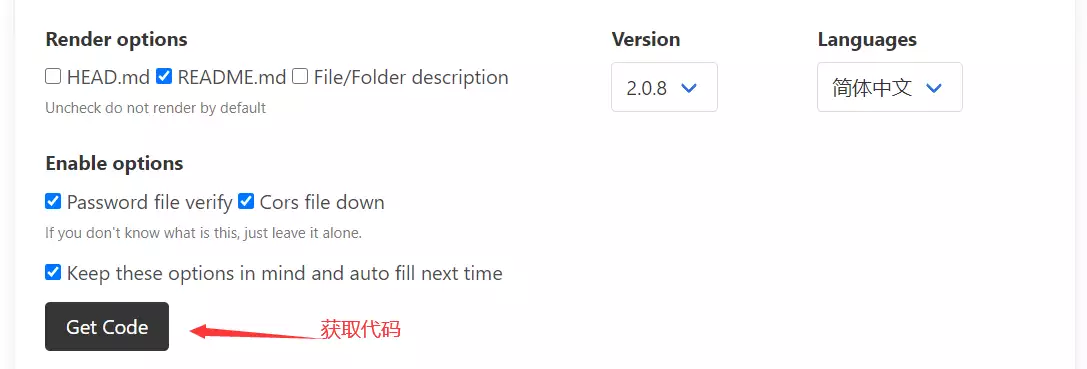 Render options
HEAD.md README.md File/Folder description
Uncheck do not render by default
Version
2.0.8
Languages
简体中文
Enable options
Password file verify Cors file down
If you don't know what is this, just leave it alone.
Keep these options in mind and auto fill next time
Get Code
获取代码